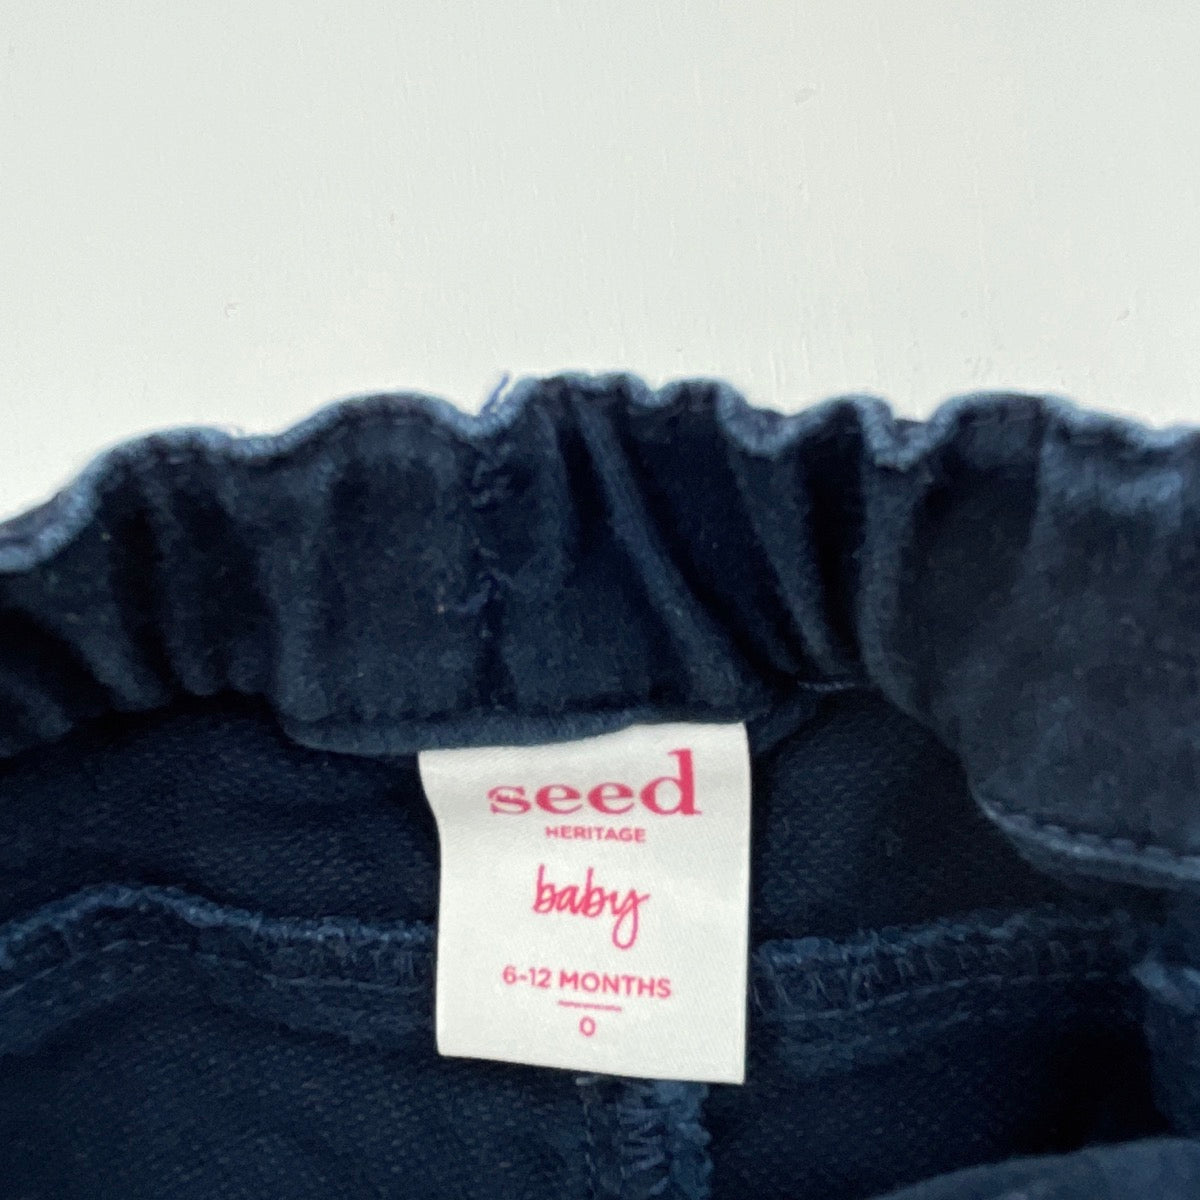 seed
HERITAGE
baby
6-12 MONTHS
0